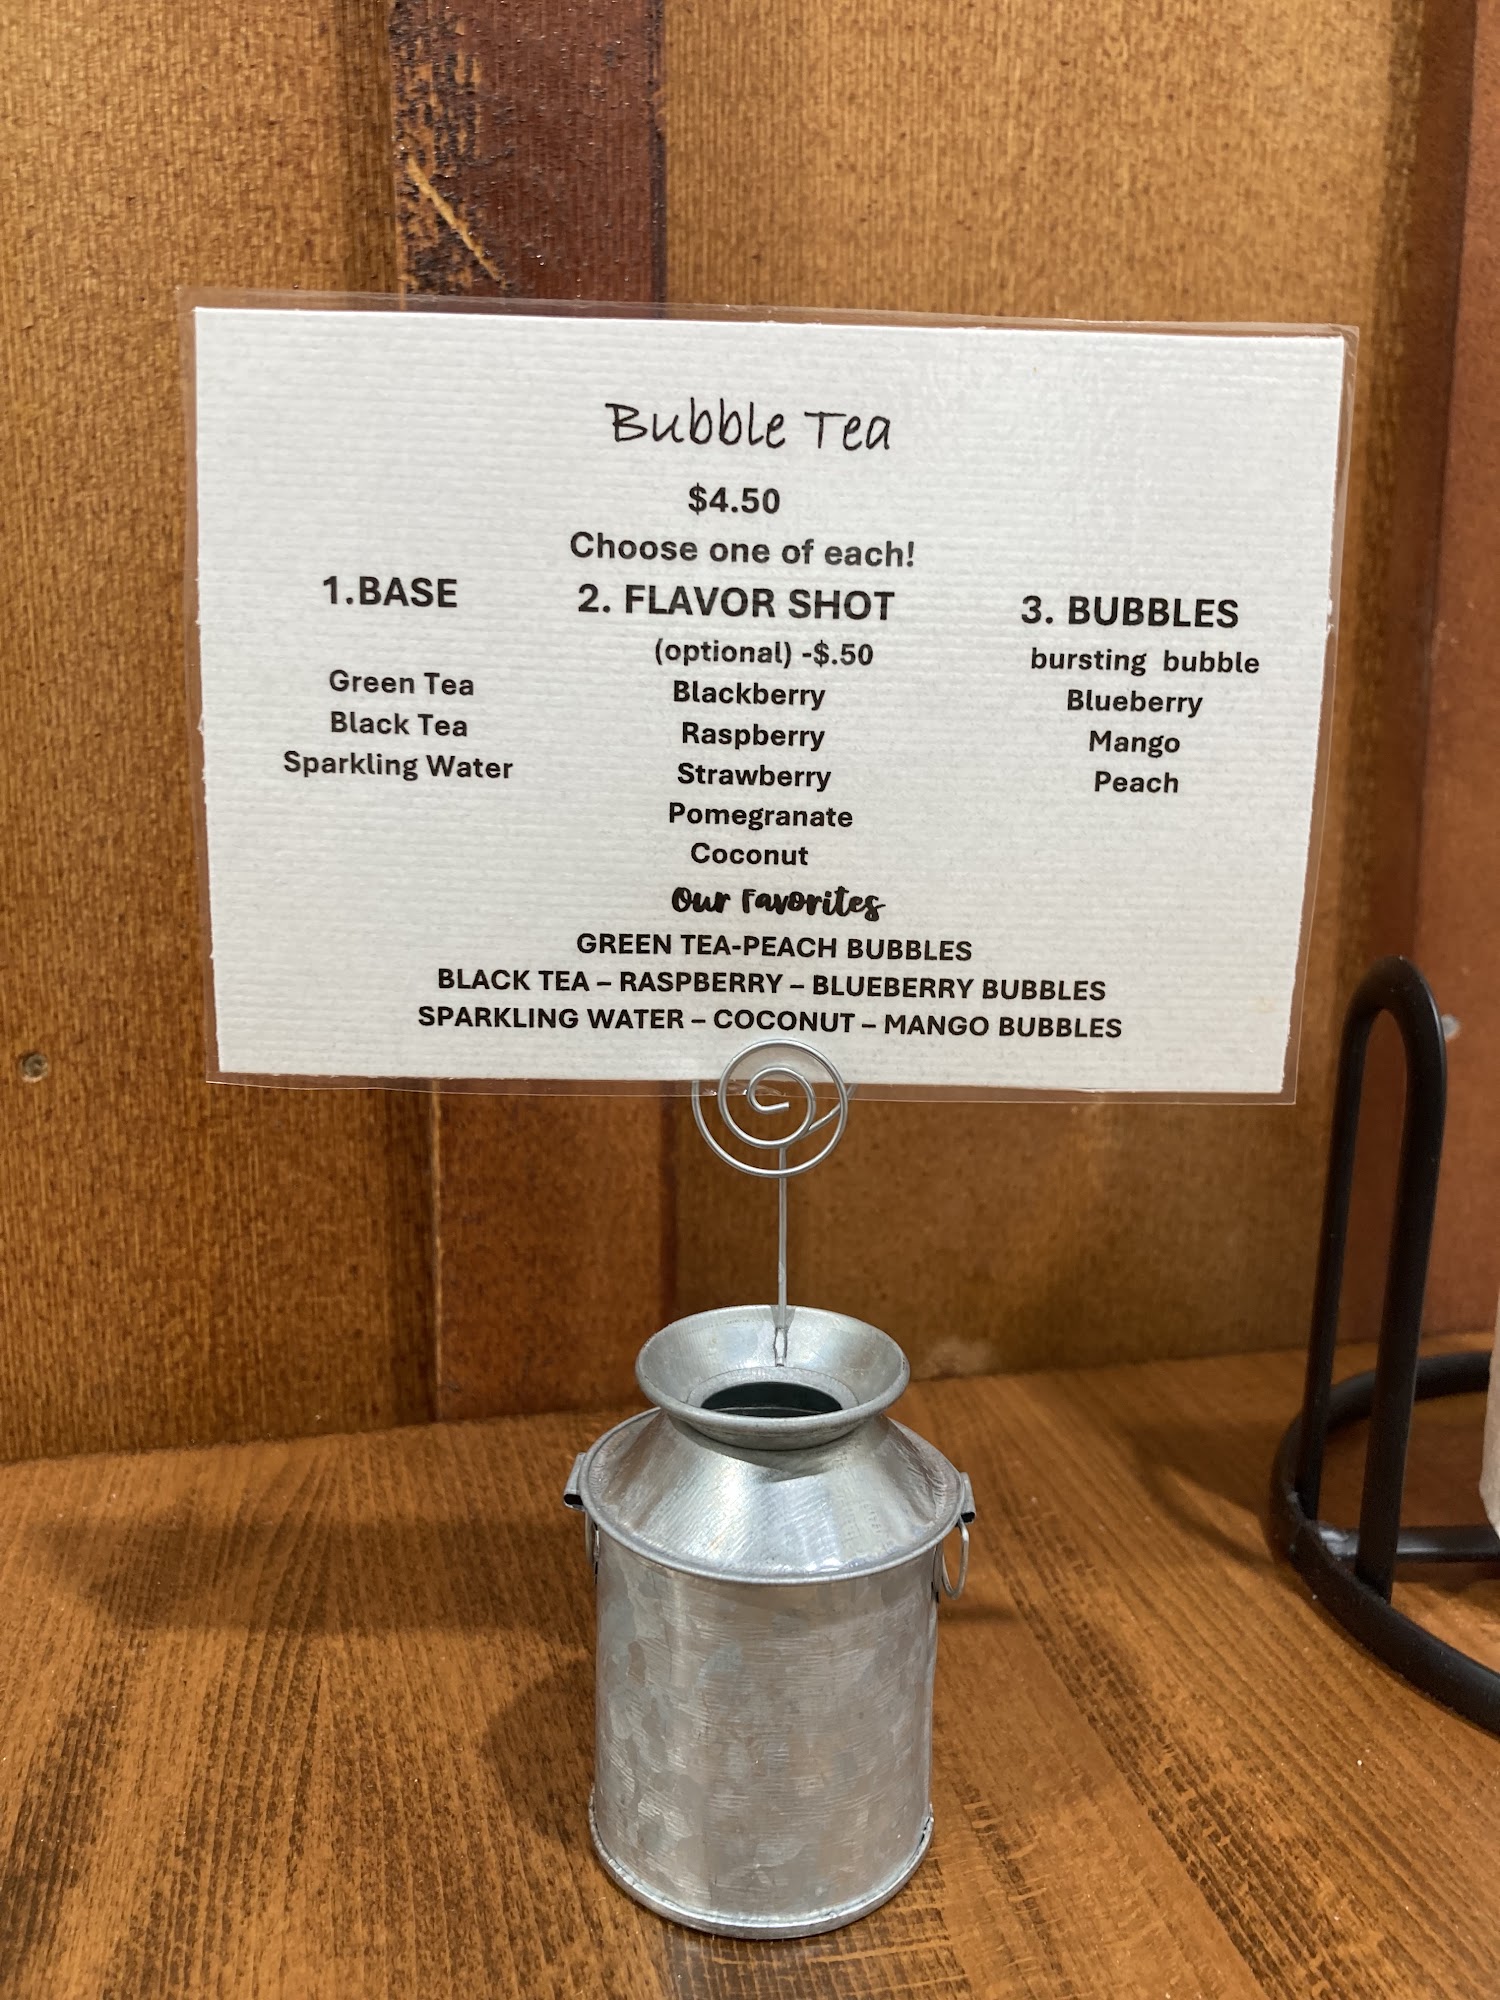 Bubble Tea
$4.50
Choose one of each!
1.BASE
Green Tea
Black Tea
Sparkling Water
2. FLAVOR SHOT
(optional) -$.50
Blackberry
Raspberry
Strawberry
Pomegranate
Coconut
3. BUBBLES
bursting bubble
Blueberry
Mango
Peach
Our Favorites
GREEN TEA-PEACH BUBBLES
BLACK TEA – RASPBERRY – BLUEBERRY BUBBLES
SPARKLING WATER – COCONUT – MANGO BUBBLES